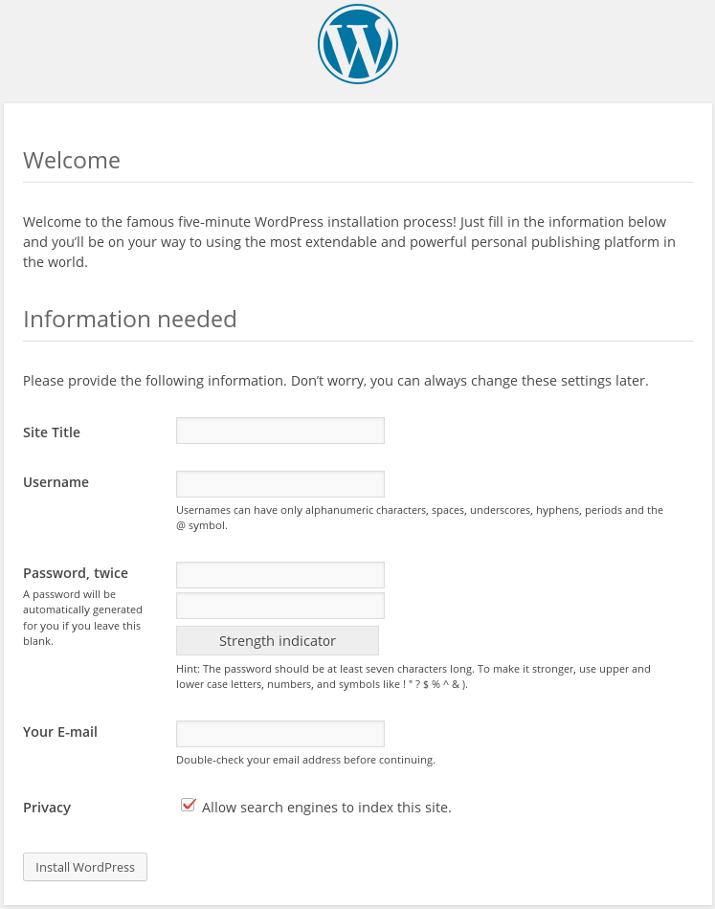 Welcome
Welcome to the famous five-minute WordPress installation process! Just fill in the information below
and you’ll be on your way to using the most extendable and powerful personal publishing platform in
the world.
Information needed
Please provide the following information. Don’t worry, you can always change these settings later.
Site Title
Username
Usernames can have only alphanumeric characters, spaces, underscores, hyphens, periods and the
@ symbol.
Password, twice
A password will be
automatically generated
for you if you leave this
blank.
Strength indicator
Hint: The password should be at least seven characters long. To make it stronger, use upper and
lower case letters, numbers, and symbols like ! " ? $ % ^ & ).
Your E-mail
Double-check your email address before continuing.
Privacy
Allow search engines to index this site.
Install WordPress